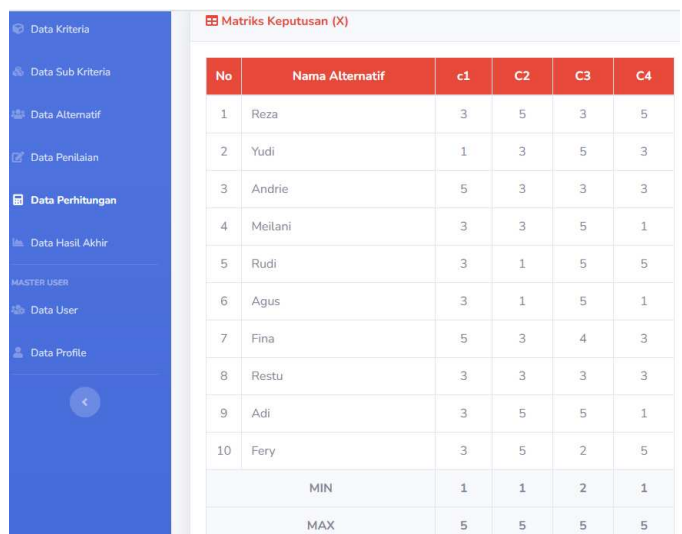 Data Kriteria
Data Sub Kriteria
Data Alternatif
Data Penilaian
Data Perhitungan
Data Hasil Akhir
MASTER USER
Data User
Data Profile
Matriks Keputusan (X)
No Nama Alternatif c1 C2 C3 C4
1 Reza 3 5 3 5
2 Yudi 1 3 5 3
3 Andrie 5 3 3 3
4 Meilani 3 3 5 1
5 Rudi 3 1 5 5
6 Agus 3 1 5 1
7 Fina 5 3 4 3
8 Restu 3 3 3 3
9 Adi 3 5 5 1
10 Fery 3 5 2 5
MIN 1 1 2 1
MAX 5 5 5 5